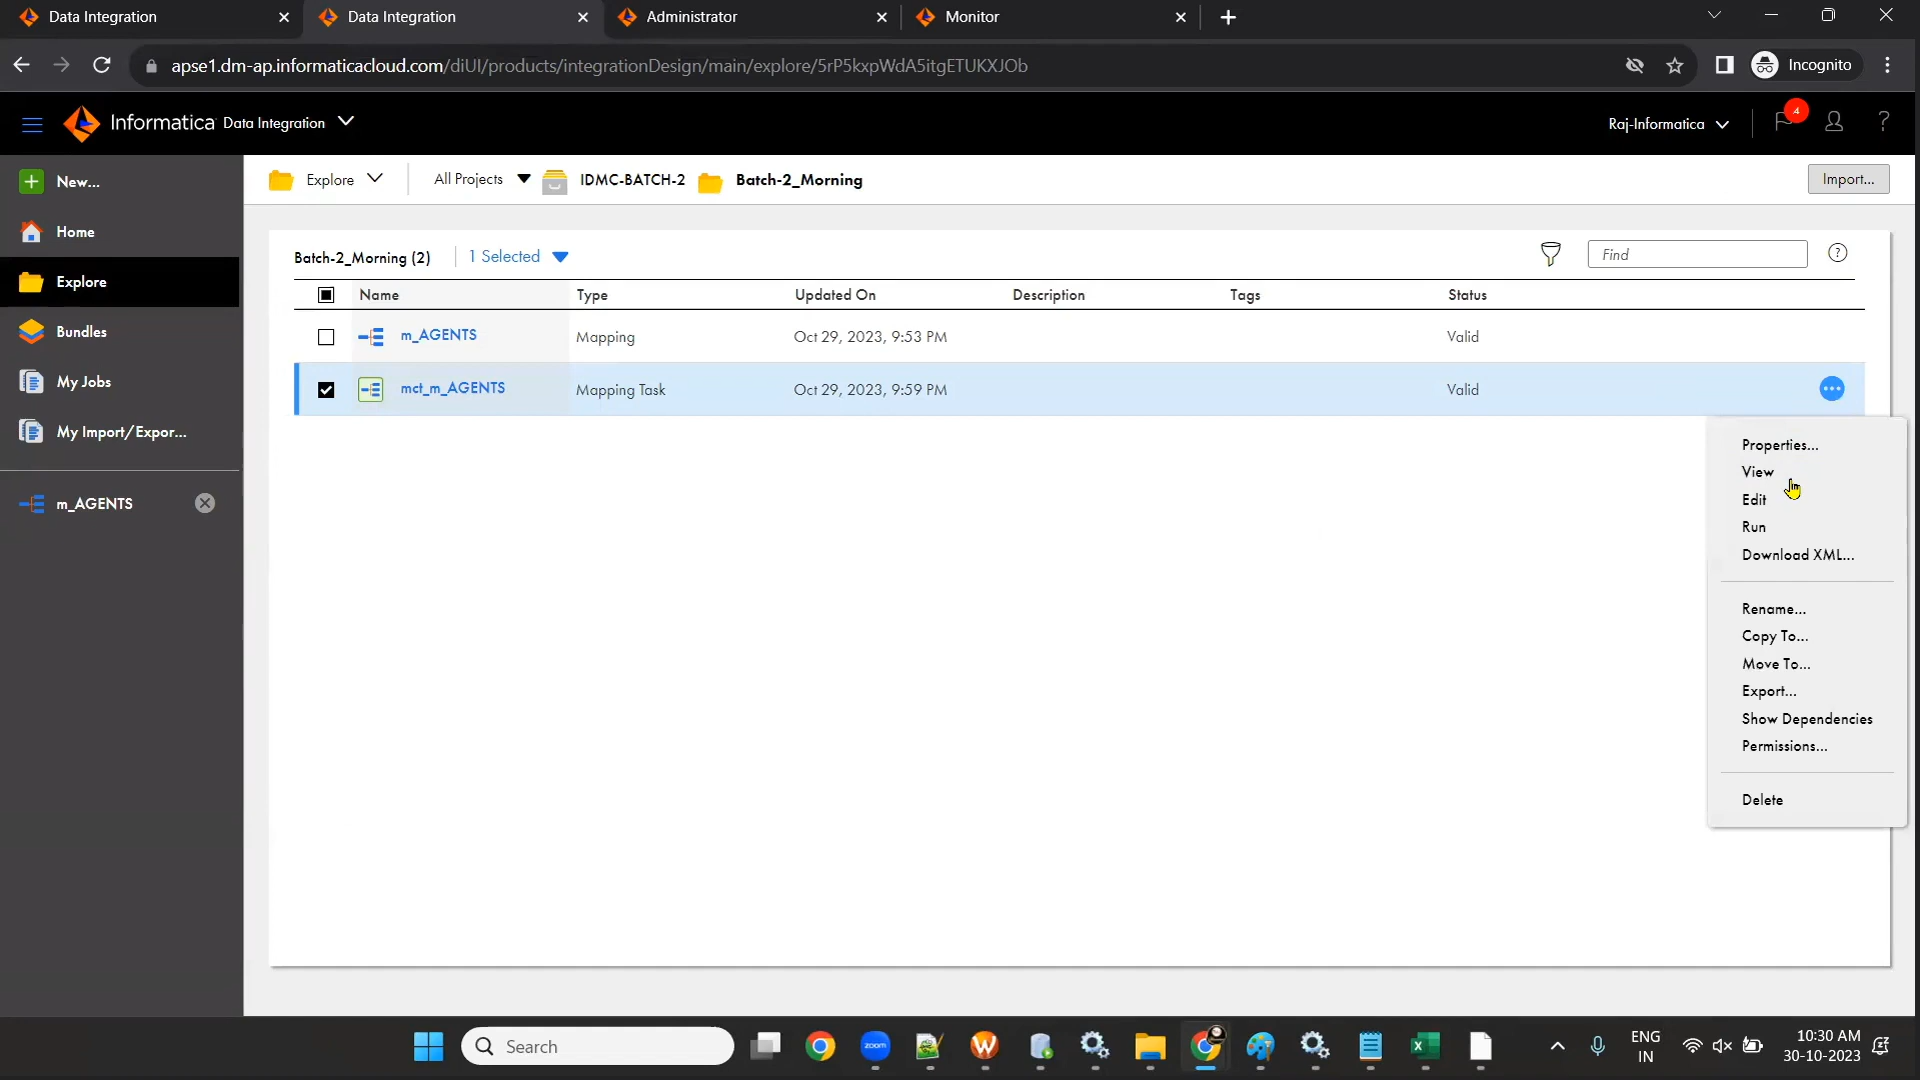 Data Integration
Data Integration
Administrator
Monitor
apse1.dm-ap.informaticacloud.com/diUI/products/integrationDesign/main/explore/5rP5kxpWdA5itgETUKXJOb
Incognito
Informatica Data Integration
Raj-Informatica
4
?
New...
Explore
All Projects
IDMC-BATCH-2
Batch-2_Morning
Import...
Home
Explore
Bundles
My Jobs
My Import/Expor...
m_AGENTS
Batch-2_Morning (2)
1 Selected
Find
?
Name Type Updated On Description Tags Status
m_AGENTS Mapping Oct 29, 2023, 9:53 PM Valid
mct_m_AGENTS Mapping Task Oct 29, 2023, 9:59 PM Valid
Properties...
View
Edit
Run
Download XML...
Rename...
Copy To...
Move To...
Export...
Show Dependencies
Permissions...
Delete
Search
zoom
ENG
IN
10:30 AM
30-10-2023